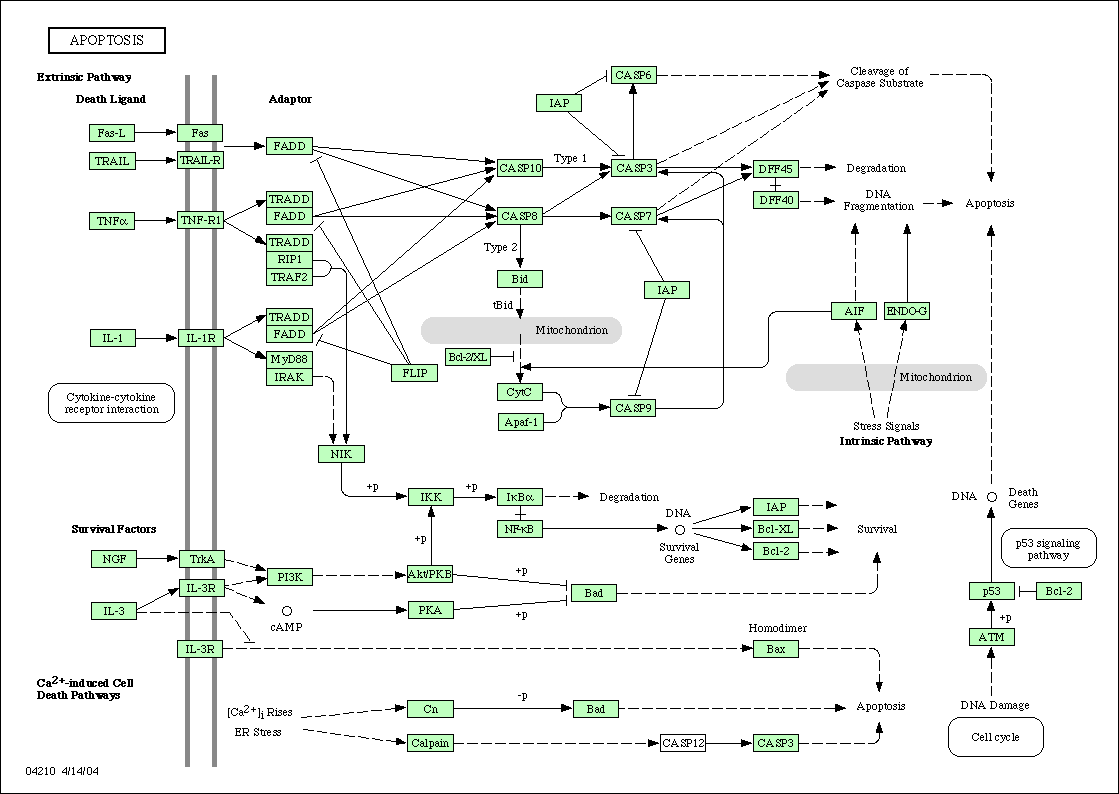 APOPTOSIS
Extrinsic Pathway
Death Ligand
Adaptor
Fas-L
Fas
TRAIL
TRAIL-R
FADD
TNFα
TNF-R1
TRADD
FADD
TRADD
RIP1
TRAF2
IL-1
IL-1R
TRADD
FADD
MyD88
IRAK
FLIP
Cytokine-cytokine
receptor interaction
NIK
CASP6
IAP
CASP10
Type 1
CASP3
CASP8
CASP7
Type 2
Bid
tBid
Mitochondrion
Bcl-2/XL
CytC
Apaf-1
CASP9
IAP
Cleavage of
Caspase Substrate
DFF45
Degradation
DFF40
DNA
Fragmentation
Apoptosis
AIF
ENDO-G
Mitochondrion
Stress Signals
Intrinsic Pathway
+p
IKK
+p
IκBα
Degradation
NF-κB
DNA
Survival
Genes
IAP
Bcl-XL
Bcl-2
Survival
DNA
Death
Genes
p53 signaling
pathway
Survival Factors
NGF
TrkA
IL-3R
IL-3
PI3K
cAMP
+p
Akt/PKB
PKA
+p
+p
Bad
p53
Bcl-2
+p
ATM
DNA Damage
Cell cycle
IL-3R
Homodimer
Bax
Ca2+-induced Cell
Death Pathways
[Ca2+]i Rises
ER Stress
Cn
-p
Bad
Apoptosis
Calpain
CASP12
CASP3
04210 4/14/04